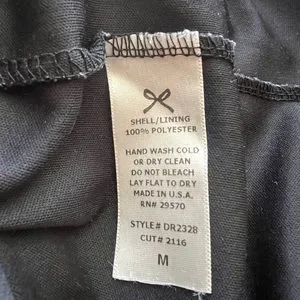 SHELL/LINING
100% POLYESTER
HAND WASH COLD
OR DRY CLEAN
DO NOT BLEACH
LAY FLAT TO DRY
MADE IN U.S.A.
RN# 29570
STYLE# DR2328
CUT# 2116
M